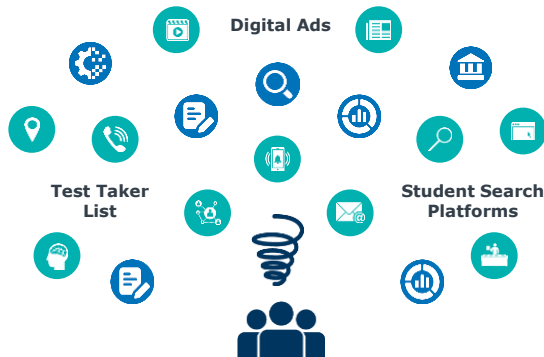 Digital Ads
Test Taker
List
Student Search
Platforms